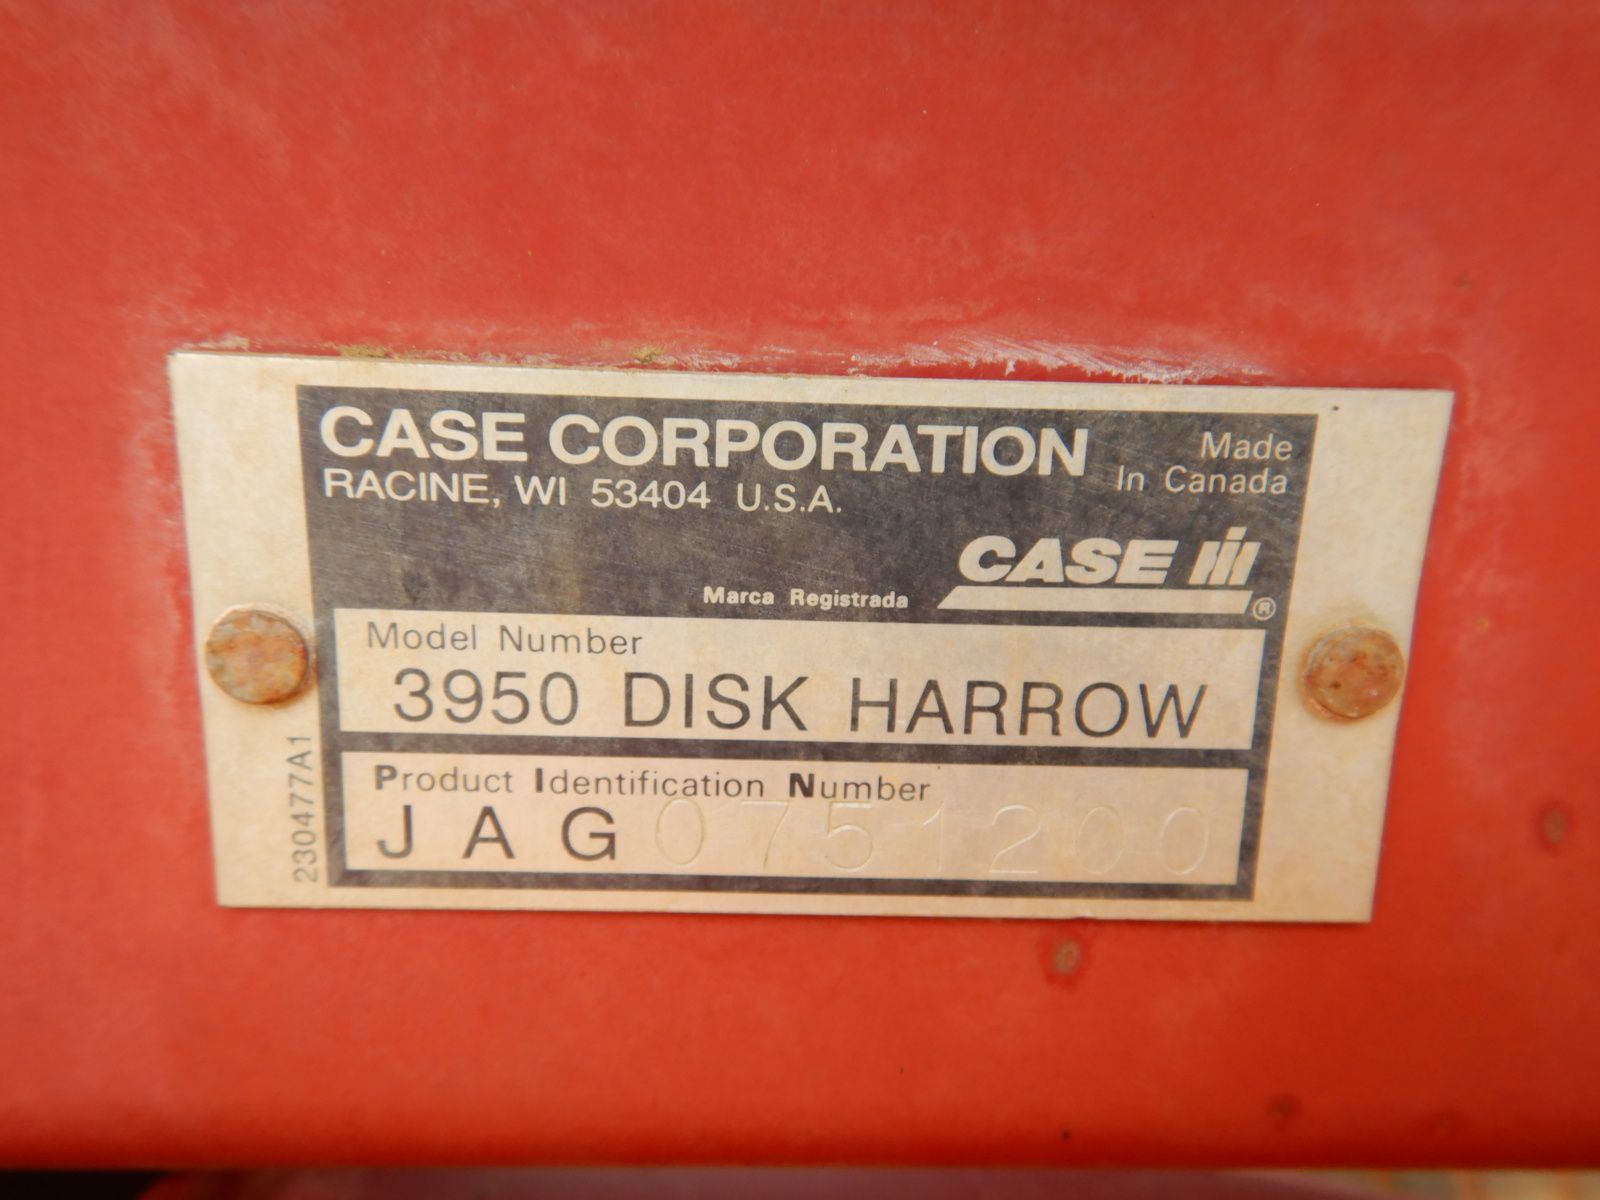 CASE CORPORATION
RACINE, WI 53404 U.S.A.
Made
In Canada
CASE IH
Marca Registrada ®
Model Number
3950 DISK HARROW
Product Identification Number
JAG0751200
230477A1